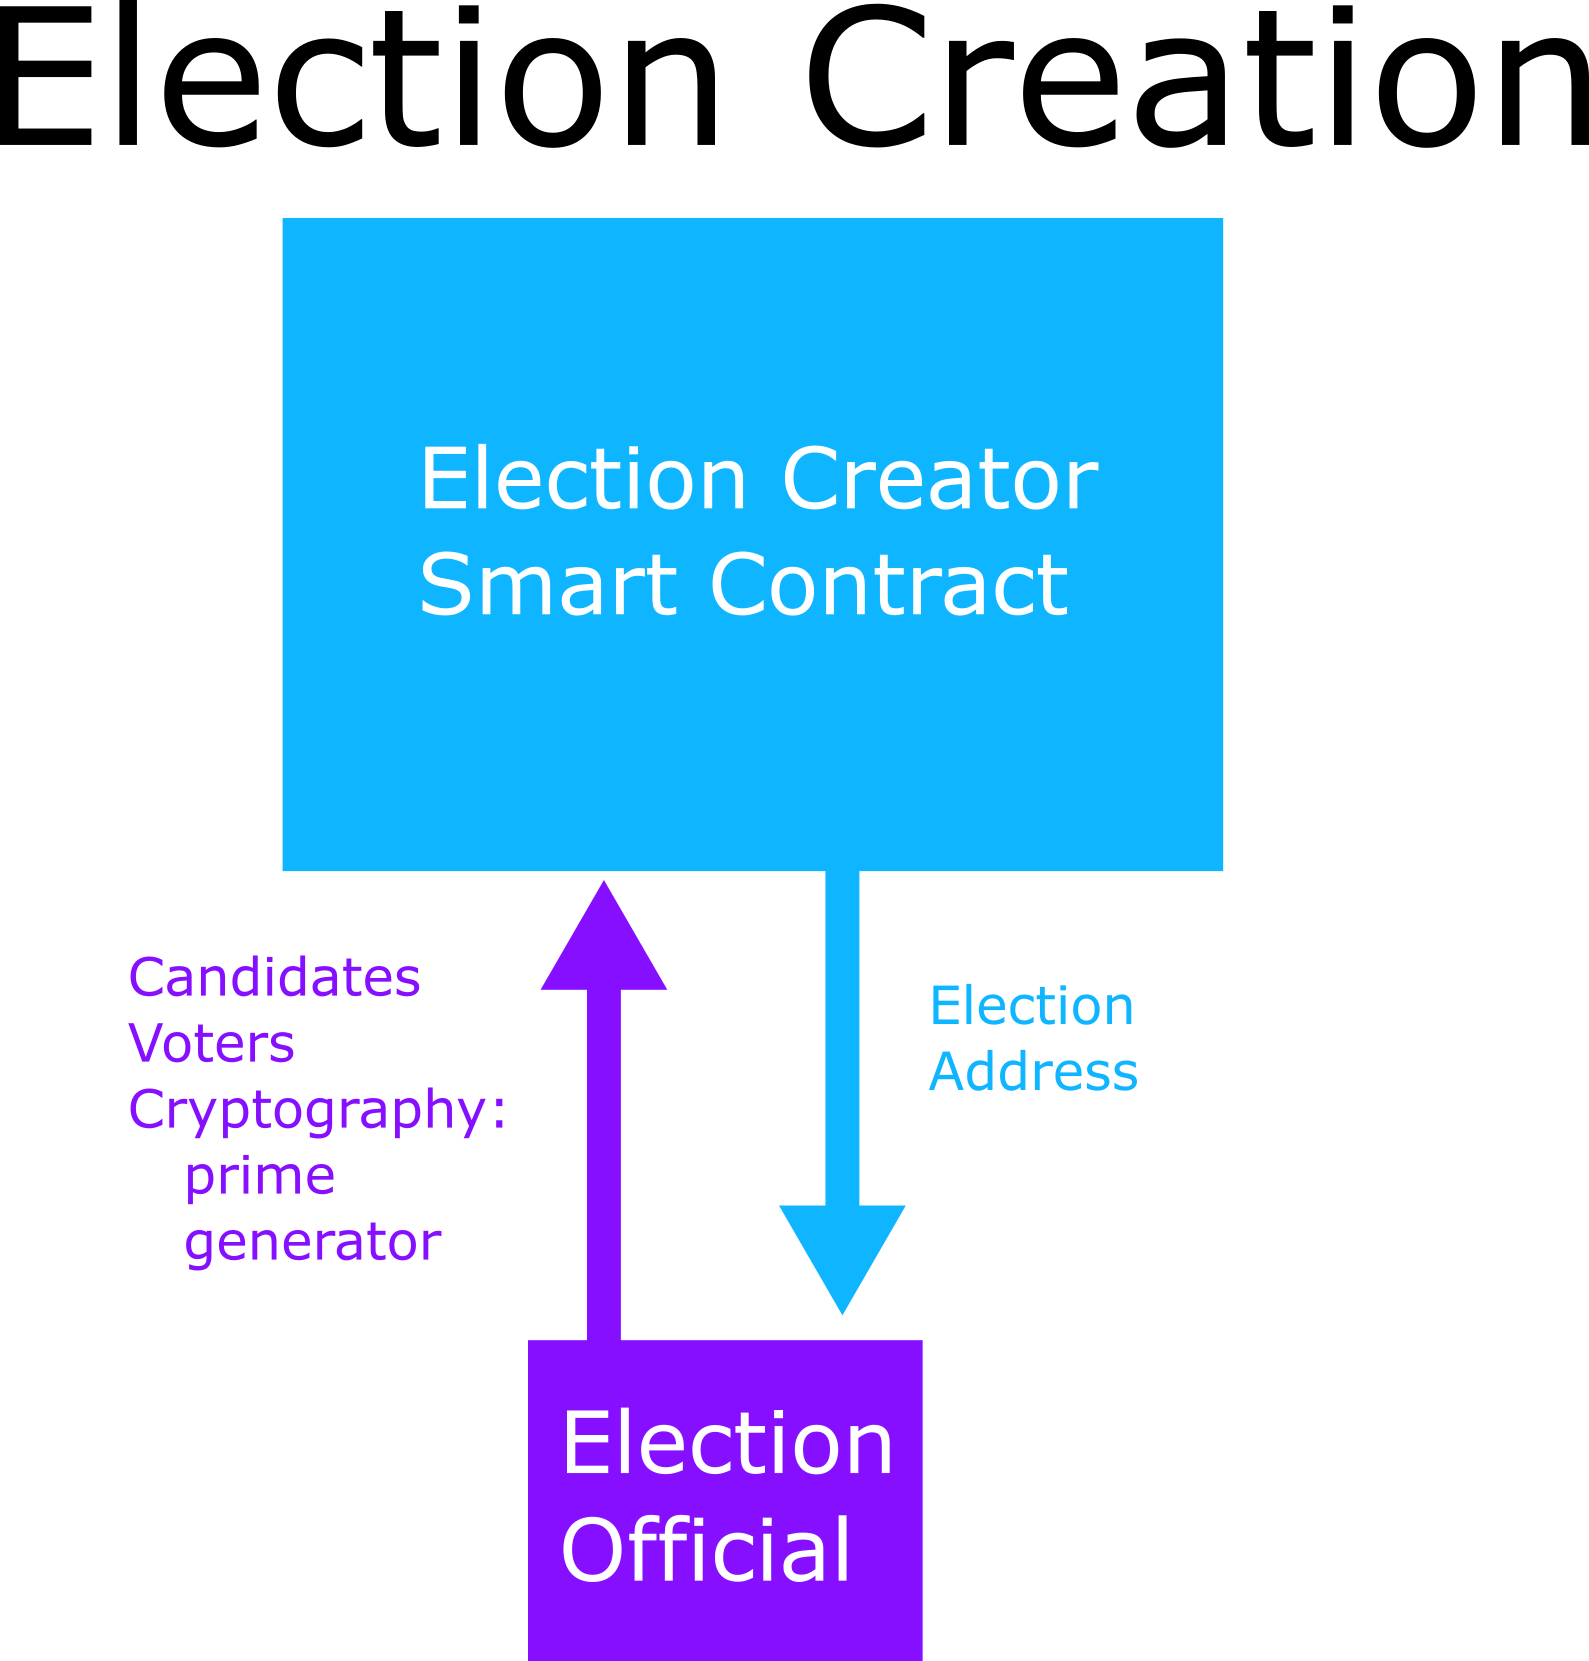 Election Creation
Election Creator
Smart Contract
Candidates
Voters
Cryptography:
prime
generator
Election
Address
Election
Official